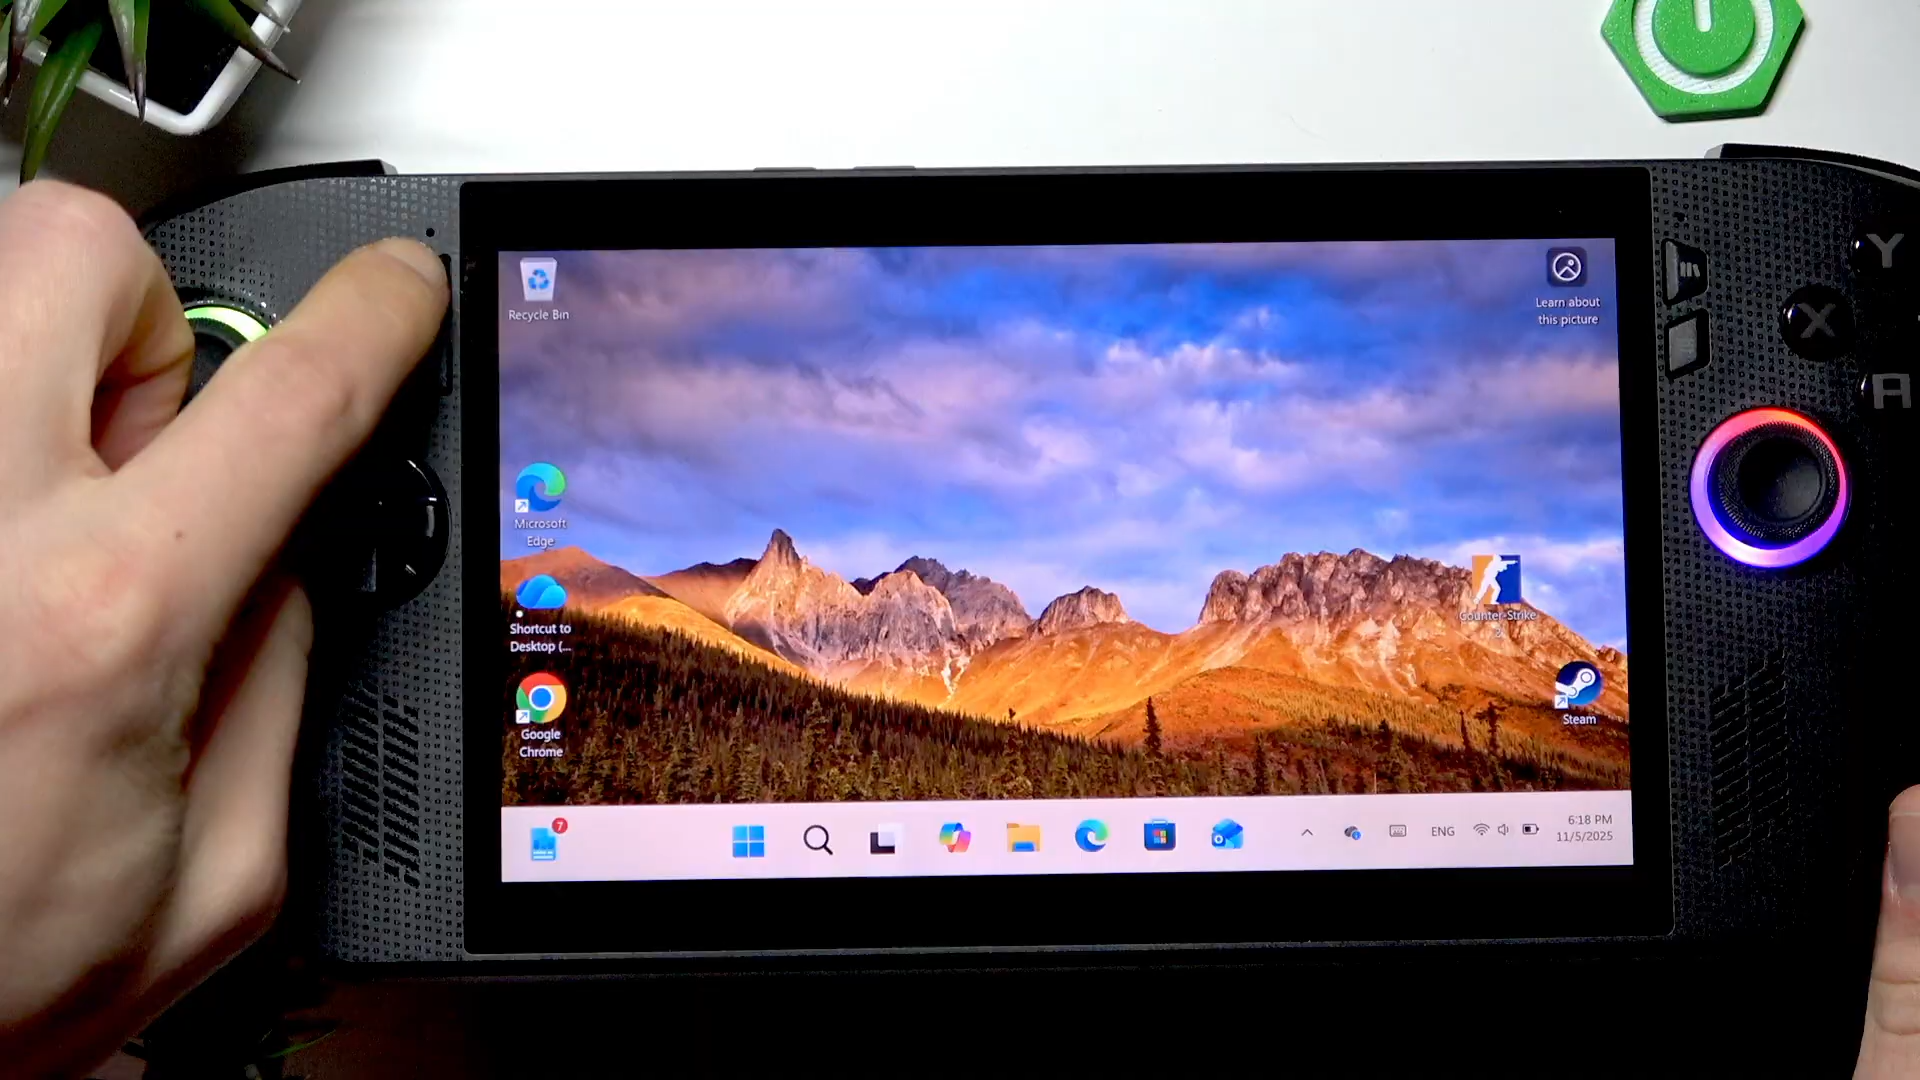 Recycle Bin
Learn about
this picture
Y
X
A
Microsoft
Edge
Counter-Strike
2
Shortcut to
Desktop (...
Steam
Google
Chrome
7
ENG
6:18 PM
11/5/2025